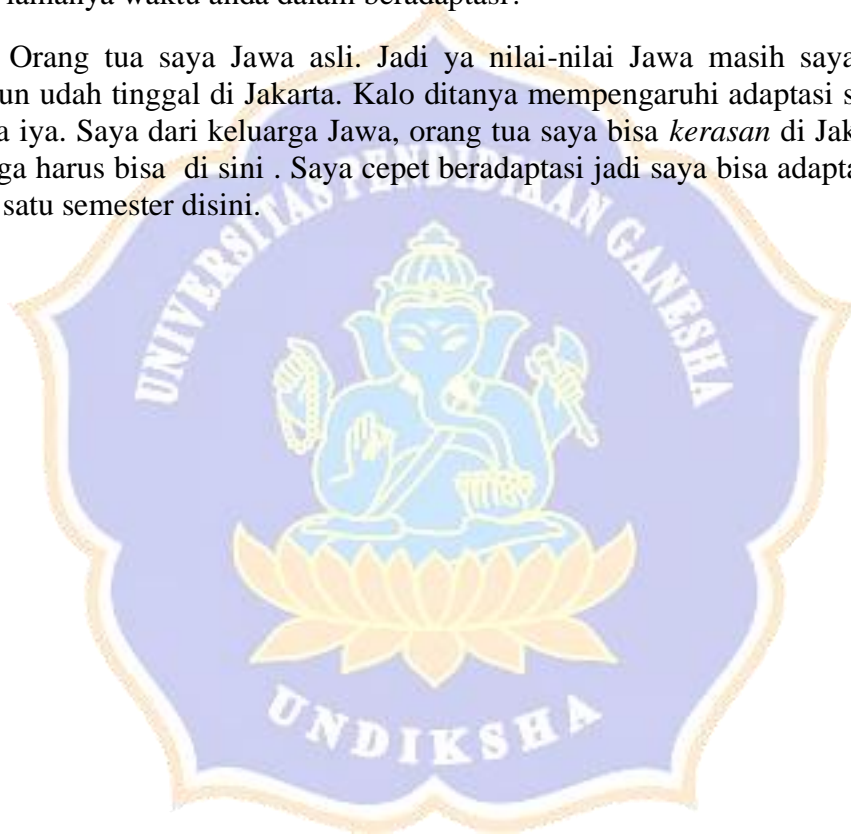 lamanya waktu anda dalam beradaptasi?
Orang tua saya Jawa asli. Jadi ya nilai-nilai Jawa masih saya
un udah tinggal di Jakarta. Kalo ditanya mempengaruhi adaptasi s
a iya. Saya dari keluarga Jawa, orang tua saya bisa kerasan di Jak
ga harus bisa di sini . Saya cepet beradaptasi jadi saya bisa adapta
satu semester disini.
UNIVERSITAS PENDIDIKAN GANESHA
UNDIKSHA